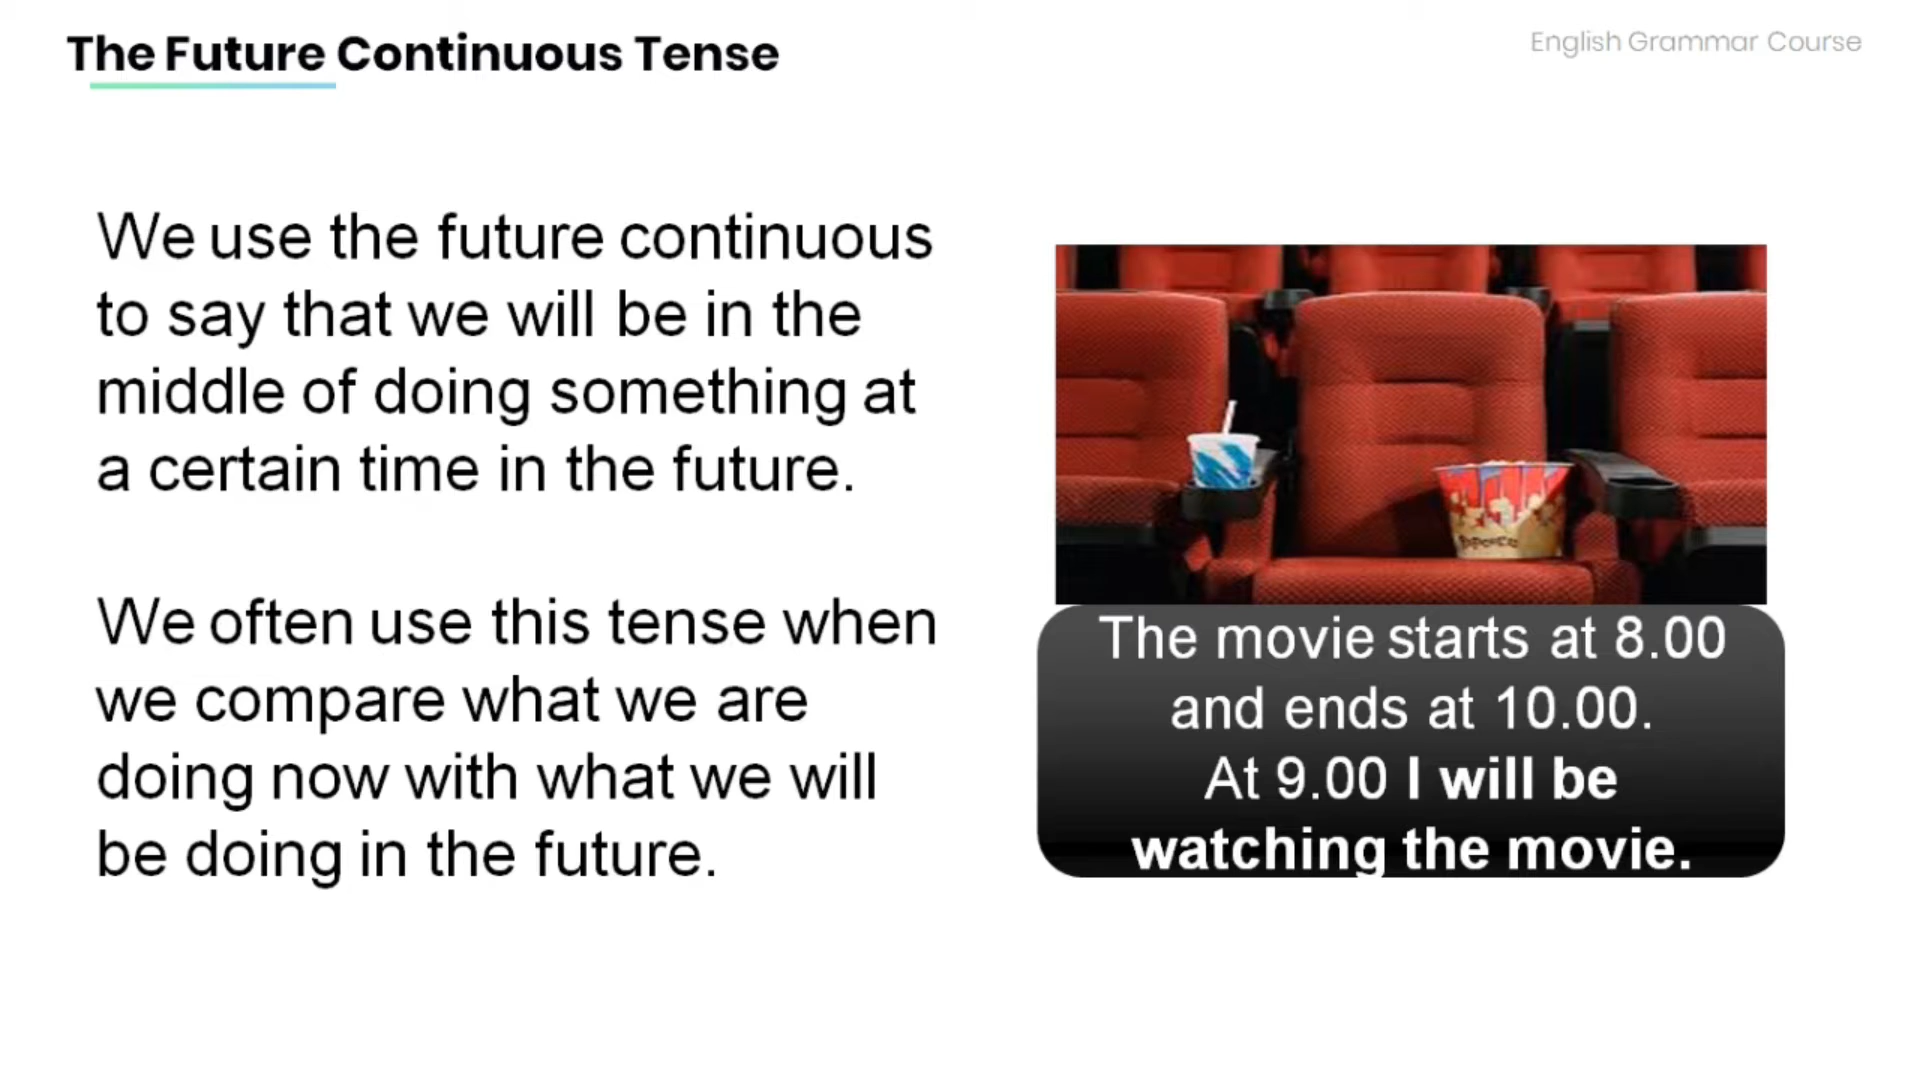 The Future Continuous Tense
English Grammar Course
We use the future continuous
to say that we will be in the
middle of doing something at
a certain time in the future.
We often use this tense when
we compare what we are
doing now with what we will
be doing in the future.
The movie starts at 8.00
and ends at 10.00.
At 9.00 I will be
watching the movie.